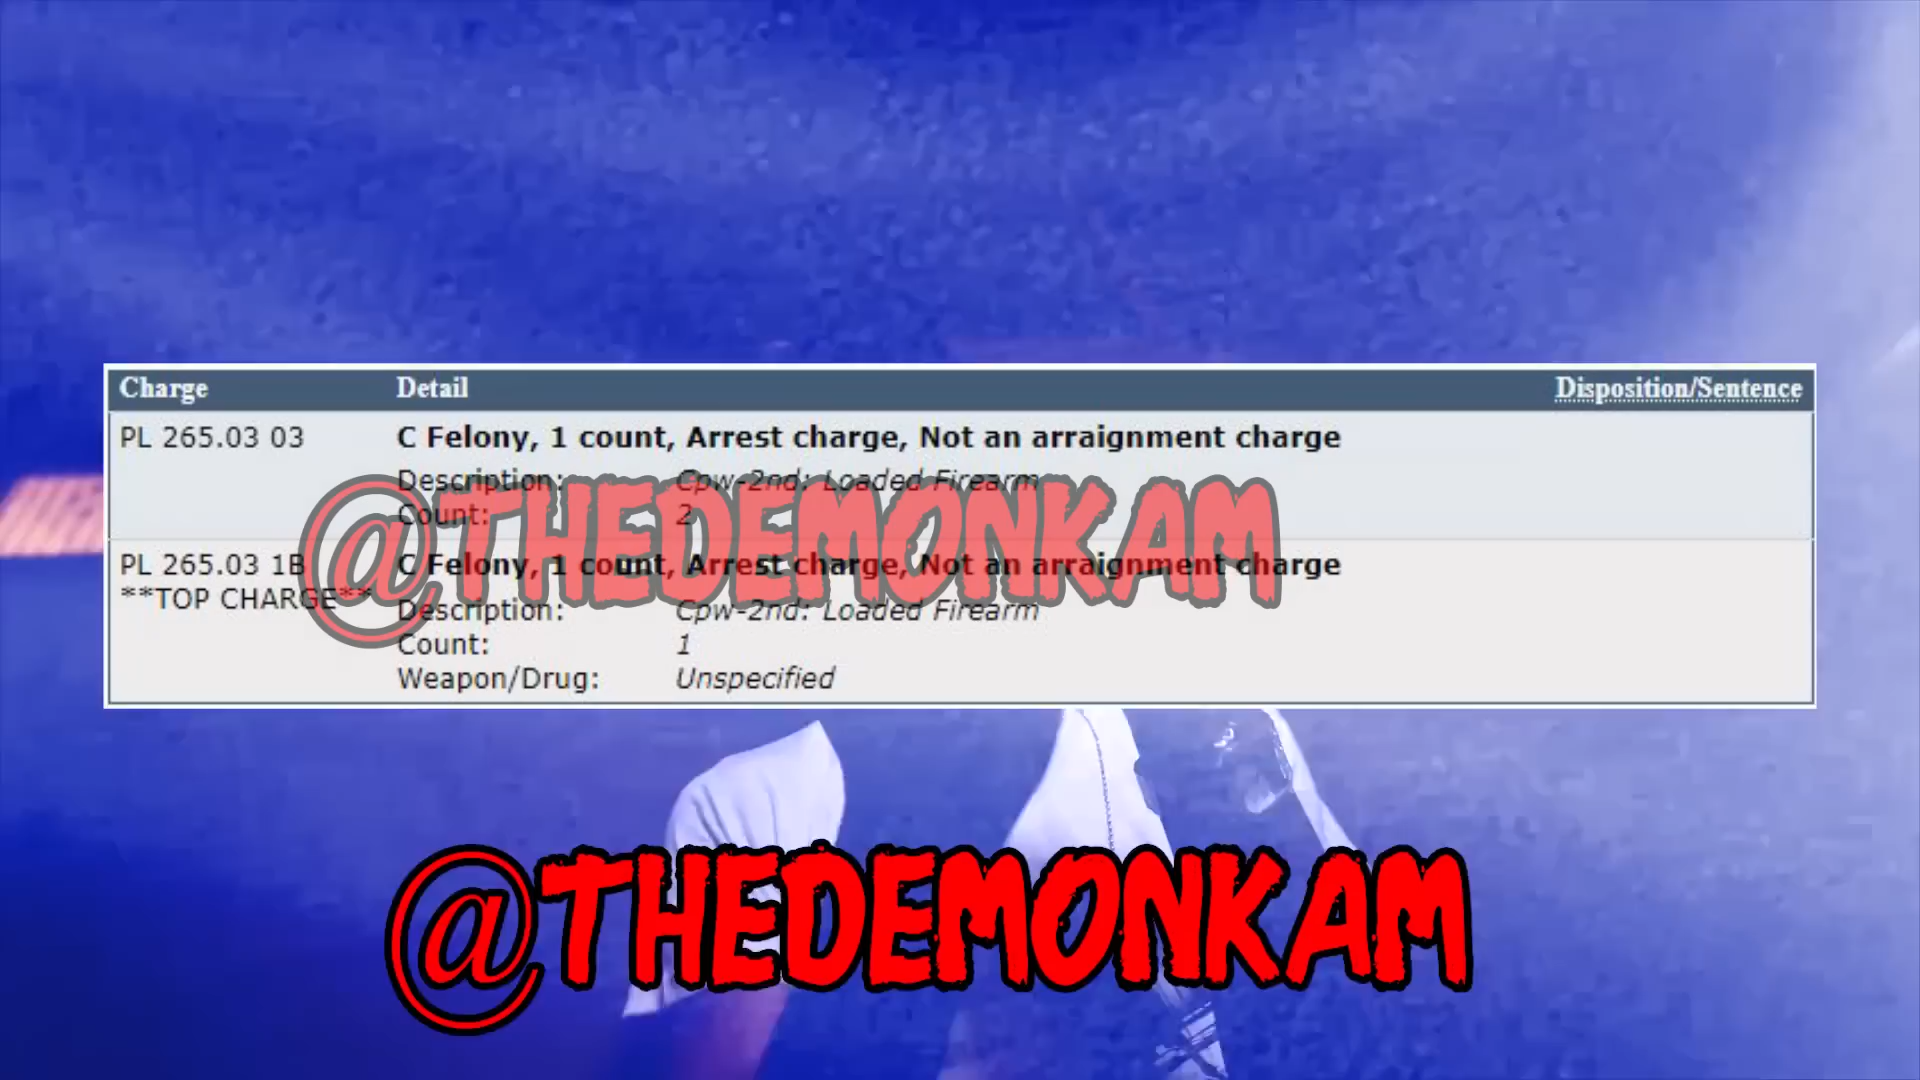 Charge Detail Disposition/Sentence
PL 265.03 03 C Felony, 1 count, Arrest charge, Not an arraignment charge
Description: Cpw-2nd: Loaded Firearm
Count: 2
@THEDEMONKAM
PL 265.03 1B C Felony, 1 count, Arrest charge, Not an arraignment charge
**TOP CHARGE**
Description: Cpw-2nd: Loaded Firearm
Count: 1
Weapon/Drug: Unspecified
@THEDEMONKAM